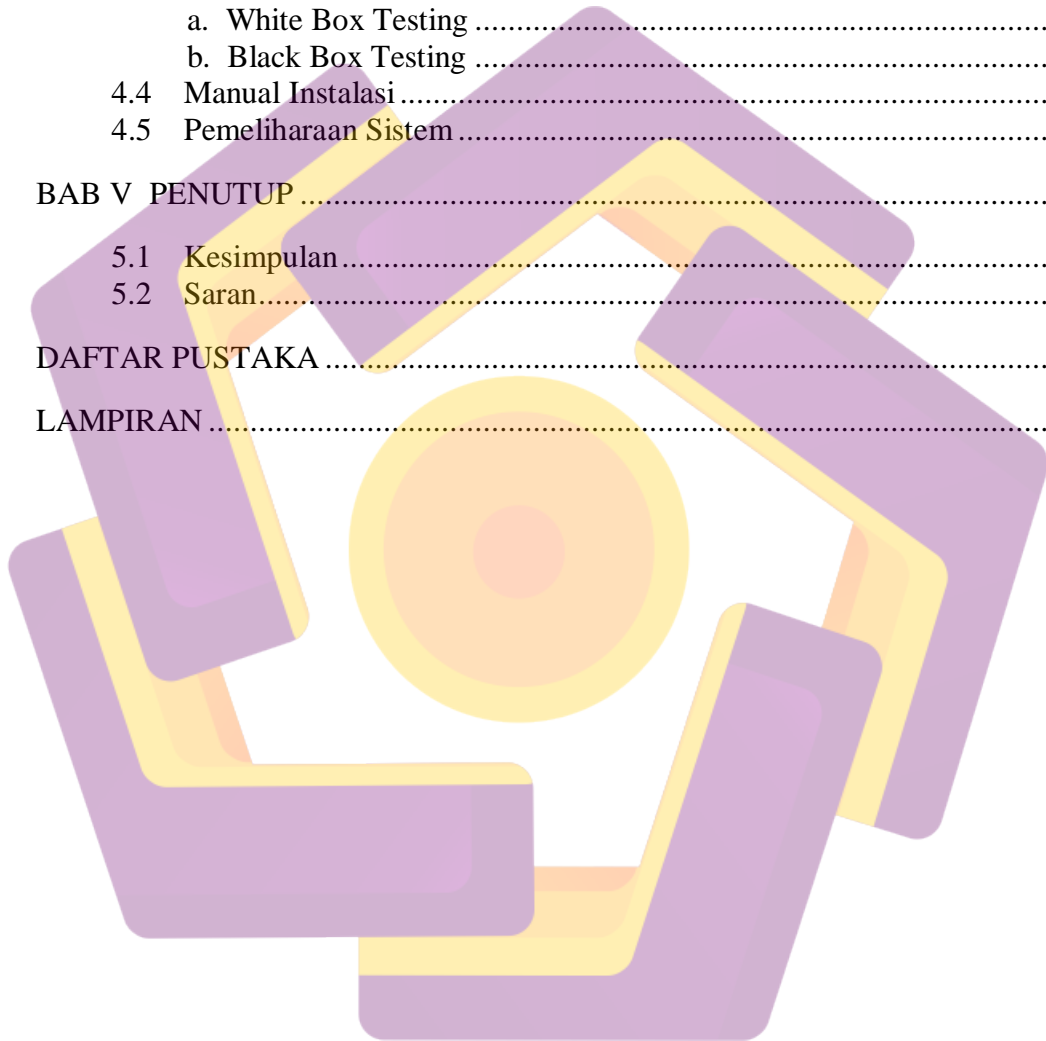 a. White Box Testing ........................................................................
b. Black Box Testing ........................................................................
4.4 Manual Instalasi ................................................................................
4.5 Pemeliharaan Sistem ..........................................................................
BAB V PENUTUP ..........................................................................................
5.1 Kesimpulan ......................................................................................
5.2 Saran ...............................................................................................
DAFTAR PUSTAKA ........................................................................................
LAMPIRAN ....................................................................................................